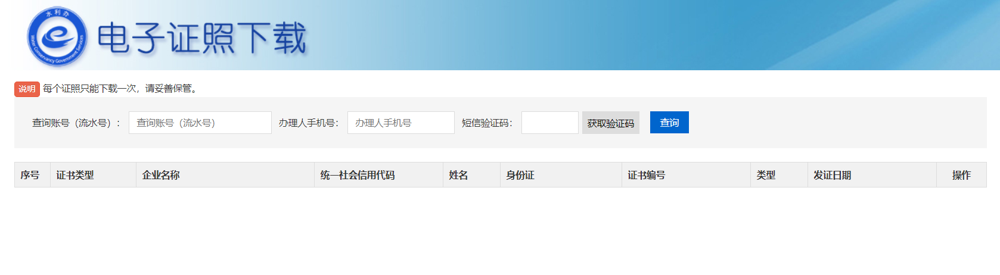 水利办
Water Conservancy Government Services
电子证照下载
说明 每个证照只能下载一次，请妥善保管。
查询账号（流水号）： 查询账号（流水号） 办理人手机号： 办理人手机号 短信验证码： 获取验证码 查询
序号 证书类型 企业名称 统一社会信用代码 姓名 身份证 证书编号 类型 发证日期 操作